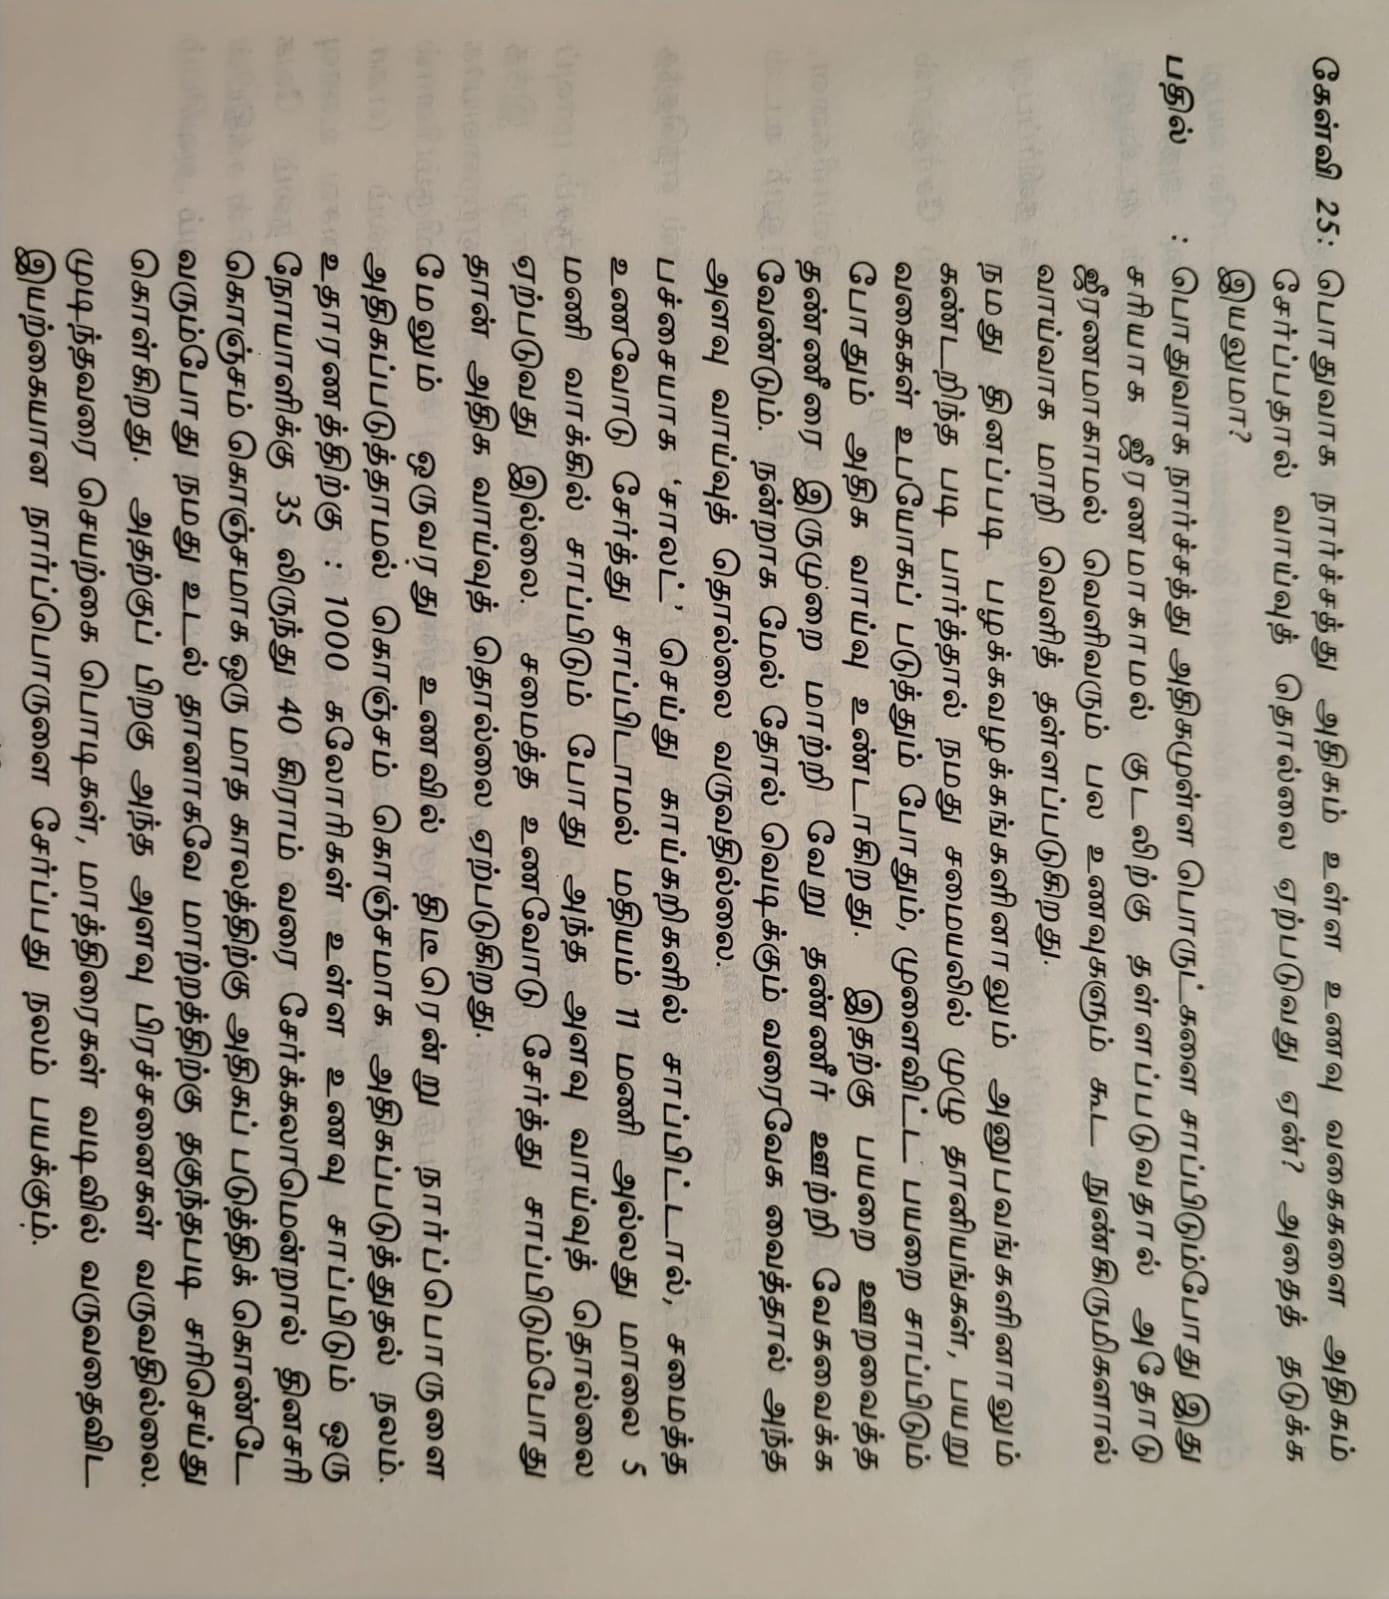 கேள்வி 25: பொதுவாக நார்ச்சத்து அதிகம் உள்ள உணவு வகைகளை அதிகம்
சேர்ப்பதால் வாய்வுத் தொல்லை ஏற்படுவது ஏன்? அதைத் தடுக்க
இயலுமா?
பதில் : பொதுவாக நார்ச்சத்து அதிகமுள்ள பொருட்களை சாப்பிடும்போது இது
சரியாக ஜீரணமாகாமல் குடலிற்கு தள்ளப்படுவதால் அதோடு
ஜீரணமாகாமல் வெளிவரும் பல உணவுகளும் கூட நுண்கிருமிகளால்
வாய்வாக மாறி வெளித் தள்ளப்படுகிறது.
நமது தினப்படி பழக்கவழக்கங்களினாலும் அனுபவங்களினாலும்
கண்டறிந்த படி பார்த்தால் நமது சமையலில் முழு தானியங்கள், பயறு
வகைகள் உபயோகப் படுத்தும் போதும், முளைவிட்ட பயறை சாப்பிடும்
போதும் அதிக வாய்வு உண்டாகிறது. இதற்கு பயறை ஊறவைத்த
தண்ணீரை இருமுறை மாற்றி வேறு தண்ணீர் ஊற்றி வேகவைக்க
வேண்டும். நன்றாக மேல் தோல் வெடிக்கும் வரைவேக வைத்தால் அந்த
அளவு வாய்வுத் தொல்லை வருவதில்லை.
பச்சையாக ‘சாலட்’ செய்து காய்கறிகளில் சாப்பிட்டால், சமைத்த
உணவோடு சேர்த்து சாப்பிடாமல் மதியம் 11 மணி அல்லது மாலை 5
மணி வாக்கில் சாப்பிடும் போது அந்த அளவு வாய்வுத் தொல்லை
ஏற்படுவது இல்லை. சமைத்த உணவோடு சேர்த்து சாப்பிடும்போது
தான் அதிக வாய்வுத் தொல்லை ஏற்படுகிறது.
மேலும் ஒருவரது உணவில் திடீரென்று நார்ப்பொருளை
அதிகப்படுத்தாமல் கொஞ்சம் கொஞ்சமாக அதிகப்படுத்துதல் நலம்.
உதாரணத்திற்கு : 1000 கலோரிகள் உள்ள உணவு சாப்பிடும் ஒரு
நோயாளிக்கு 35 லிருந்து 40 கிராம் வரை சேர்க்கலாமென்றால் தினசரி
கொஞ்சம் கொஞ்சமாக ஒரு மாத காலத்திற்கு அதிகப் படுத்திக் கொண்டே
வரும்போது நமது உடல் தானாகவே மாற்றத்திற்கு தகுந்தபடி சரிசெய்து
கொள்கிறது. அதற்குப் பிறகு அந்த அளவு பிரச்சனைகள் வருவதில்லை.
முடிந்தவரை செயற்கை பொடிகள், மாத்திரைகள் வடிவில் வருவதைவிட
இயற்கையான நார்ப்பொருளை சேர்ப்பது நலம் பயக்கும்.